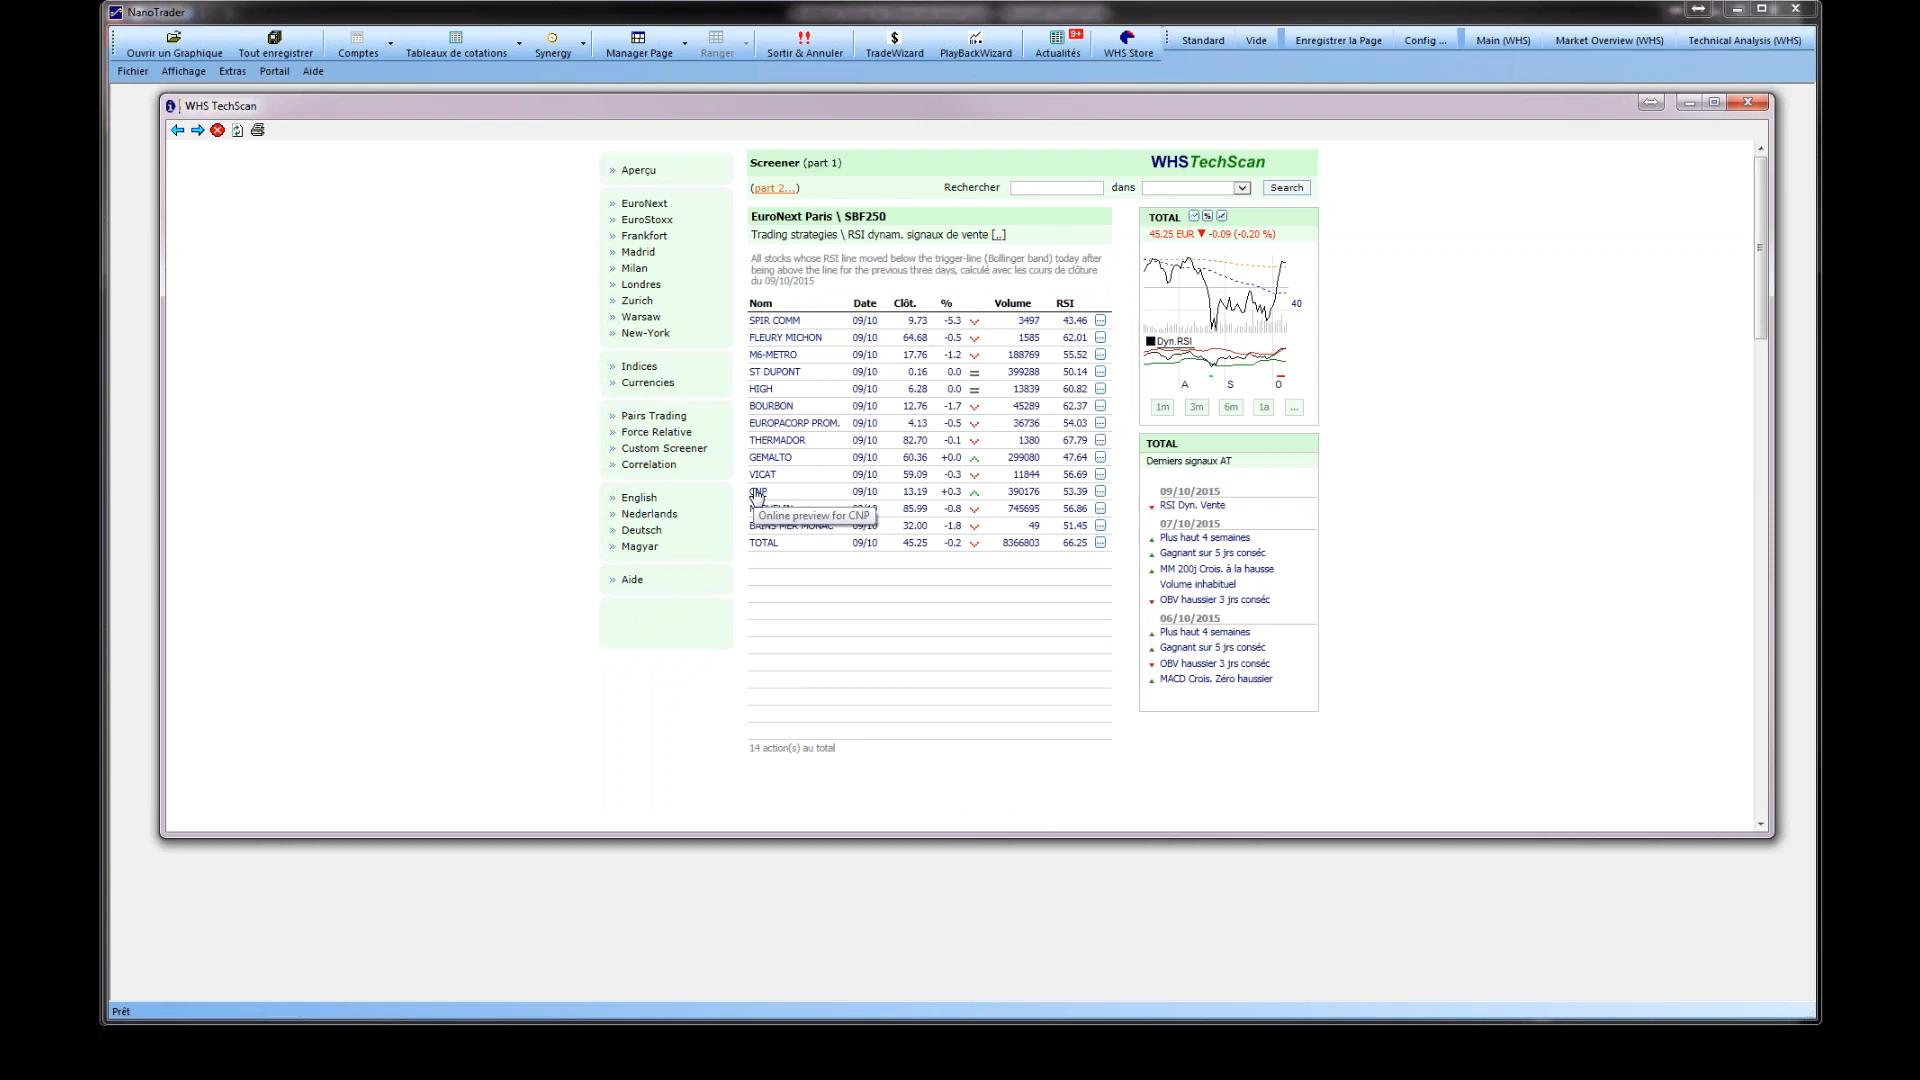 NanoTrader
Ouvrir un Graphique Tout enregistrer Comptes Tableaux de cotations Synergy Manager Page Ranger Sortir & Annuler TradeWizard PlayBackWizard Actualités 9+ WHS Store Standard Vide Enregistrer la Page Config ... Main (WHS) Market Overview (WHS) Technical Analysis (WHS)
Fichier Affichage Extras Portail Aide
WHS TechScan
» Aperçu
» EuroNext
» EuroStoxx
» Frankfort
» Madrid
» Milan
» Londres
» Zurich
» Warsaw
» New-York
» Indices
» Currencies
» Pairs Trading
» Force Relative
» Custom Screener
» Correlation
» English
» Nederlands
» Deutsch
» Magyar
» Aide
Screener (part 1) WHSTechScan
(part 2...) Rechercher dans Search
EuroNext Paris \ SBF250
Trading strategies \ RSI dynam. signaux de vente [..]
All stocks whose RSI line moved below the trigger-line (Bollinger band) today after
being above the line for the previous three days, calculé avec les cours de clôture
du 09/10/2015
Nom Date Clôt. % Volume RSI
SPIR COMM 09/10 9.73 -5.3 3497 43.46
FLEURY MICHON 09/10 64.68 -0.5 1585 62.01
M6-METRO 09/10 17.76 -1.2 188769 55.52
ST DUPONT 09/10 0.16 0.0 = 399288 50.14
HIGH 09/10 6.28 0.0 = 13839 60.82
BOURBON 09/10 12.76 -1.7 45289 62.37
EUROPACORP PROM. 09/10 4.13 -0.5 36736 54.03
THERMADOR 09/10 82.70 -0.1 1380 67.79
GEMALTO 09/10 60.36 +0.0 299080 47.64
VICAT 09/10 59.09 -0.3 11844 56.69
CNP 09/10 13.19 +0.3 390176 53.39
09/10 85.99 -0.8 745695 56.86
Online preview for CNP
BAINS MER MONAC 09/10 32.00 -1.8 49 51.45
TOTAL 09/10 45.25 -0.2 8366803 66.25
14 action(s) au total
TOTAL %
45.25 EUR ▼ -0.09 (-0.20 %)
40
Dyn.RSI
A S O
1m 3m 6m 1a ...
TOTAL
Derniers signaux AT
09/10/2015
RSI Dyn. Vente
07/10/2015
Plus haut 4 semaines
Gagnant sur 5 jrs conséc
MM 200j Crois. à la hausse
Volume inhabituel
OBV haussier 3 jrs conséc
06/10/2015
Plus haut 4 semaines
Gagnant sur 5 jrs conséc
OBV haussier 3 jrs conséc
MACD Crois. Zéro haussier
Prêt